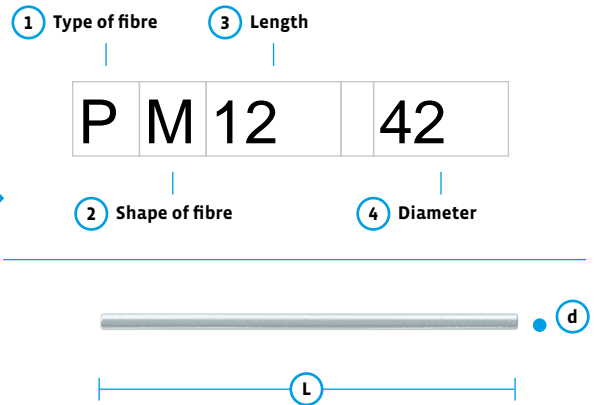 1 Type of fibre 3 Length
P M 12 42
2 Shape of fibre 4 Diameter
d
L